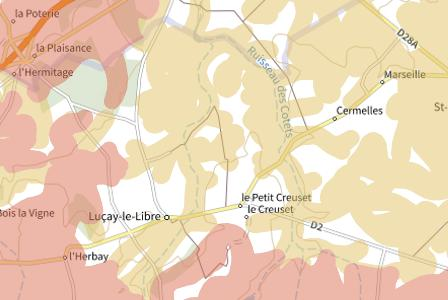 la Poterie
la Plaisance
l'Hermitage
D28A
Marseille
Ruisseau des Cotets
Cermelles
St-
Bois la Vigne
Luçay-le-Libre
le Petit Creuset
le Creuset
D2
l'Herbay